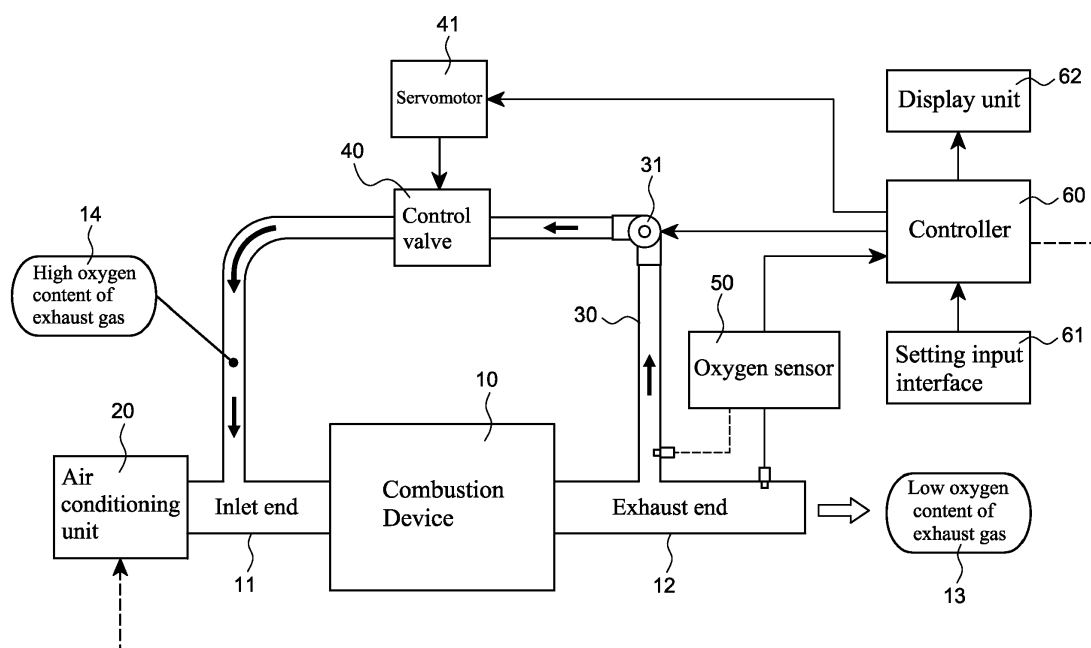 41
Servomotor
62
Display unit
40
Control
valve
31
60
Controller
14
High oxygen
content of
exhaust gas
30
50
Oxygen sensor
61
Setting input
interface
10
Combustion
Device
20
Air
conditioning
unit
Inlet end
11
Exhaust end
12
Low oxygen
content of
exhaust gas
13